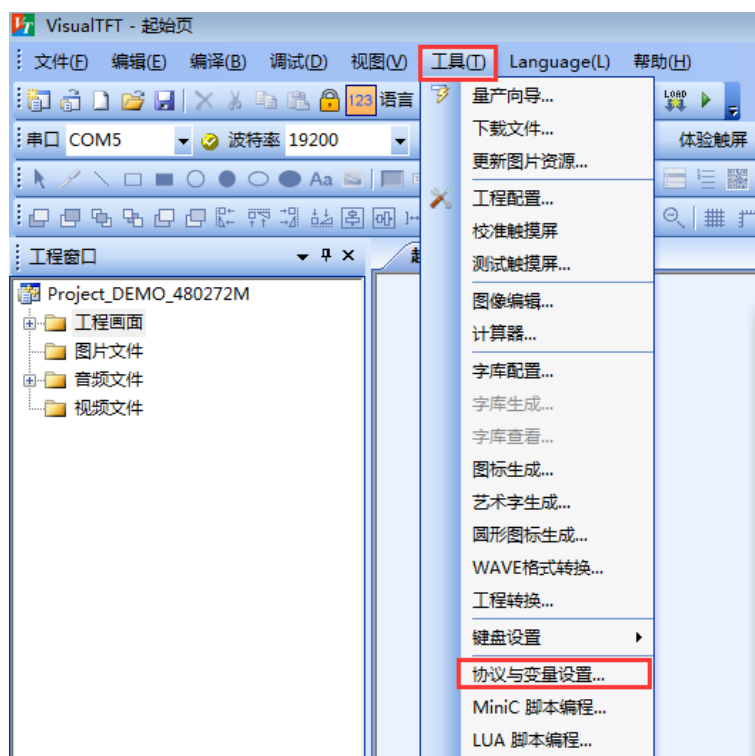 VisualTFT - 起始页
文件(F) 编辑(E) 编译(B) 调试(D) 视图(V) 工具(T) Language(L) 帮助(H)
123 语言 LOAD
串口 COM5 波特率 19200 体验触屏
Aa
工程窗口
Project_DEMO_480272M
工程画面
图片文件
音频文件
视频文件
量产向导...
下载文件...
更新图片资源...
工程配置...
校准触摸屏
测试触摸屏...
图像编辑...
计算器...
字库配置...
字库生成...
字库查看...
图标生成...
艺术字生成...
圆形图标生成...
WAVE格式转换...
工程转换...
键盘设置
协议与变量设置...
MiniC 脚本编程...
LUA 脚本编程...